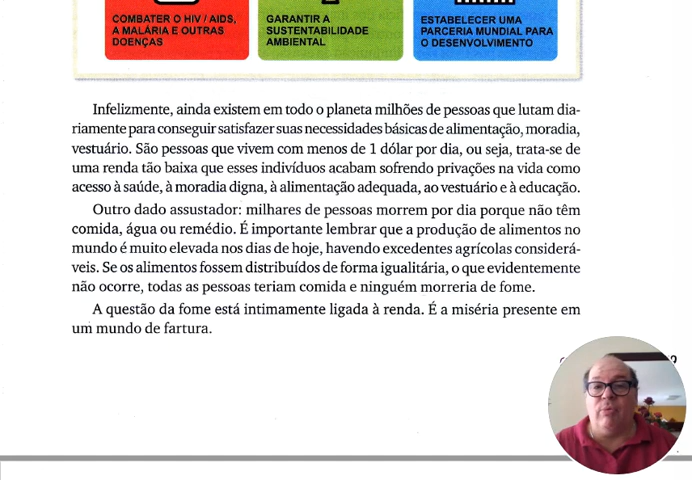 COMBATER O HIV / AIDS,
A MALÁRIA E OUTRAS
DOENÇAS
GARANTIR A
SUSTENTABILIDADE
AMBIENTAL
ESTABELECER UMA
PARCERIA MUNDIAL PARA
O DESENVOLVIMENTO
Infelizmente, ainda existem em todo o planeta milhões de pessoas que lutam dia-
riamente para conseguir satisfazer suas necessidades básicas de alimentação, moradia,
vestuário. São pessoas que vivem com menos de 1 dólar por dia, ou seja, trata-se de
uma renda tão baixa que esses indivíduos acabam sofrendo privações na vida como
acesso à saúde, à moradia digna, à alimentação adequada, ao vestuário e à educação.
Outro dado assustador: milhares de pessoas morrem por dia porque não têm
comida, água ou remédio. É importante lembrar que a produção de alimentos no
mundo é muito elevada nos dias de hoje, havendo excedentes agrícolas considerá-
veis. Se os alimentos fossem distribuídos de forma igualitária, o que evidentemente
não ocorre, todas as pessoas teriam comida e ninguém morreria de fome.
A questão da fome está intimamente ligada à renda. É a miséria presente em
um mundo de fartura.